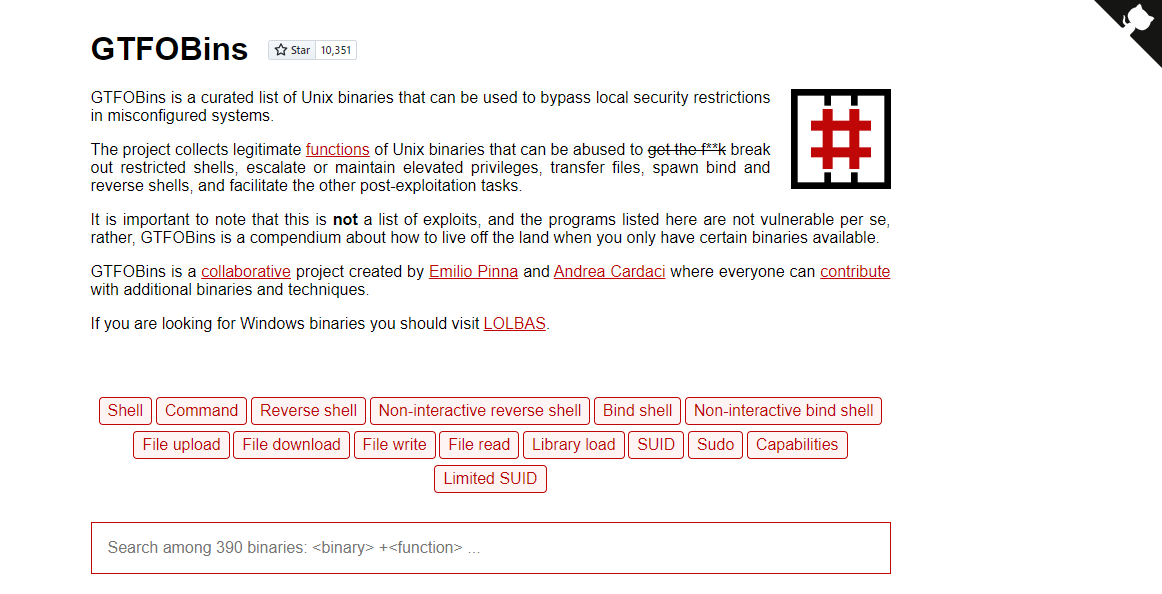 GTFOBins
Star 10,351
GTFOBins is a curated list of Unix binaries that can be used to bypass local security restrictions
in misconfigured systems.
The project collects legitimate functions of Unix binaries that can be abused to get the f**k break
out restricted shells, escalate or maintain elevated privileges, transfer files, spawn bind and
reverse shells, and facilitate the other post-exploitation tasks.
It is important to note that this is not a list of exploits, and the programs listed here are not vulnerable per se,
rather, GTFOBins is a compendium about how to live off the land when you only have certain binaries available.
GTFOBins is a collaborative project created by Emilio Pinna and Andrea Cardaci where everyone can contribute
with additional binaries and techniques.
If you are looking for Windows binaries you should visit LOLBAS.
Shell Command Reverse shell Non-interactive reverse shell Bind shell Non-interactive bind shell
File upload File download File write File read Library load SUID Sudo Capabilities
Limited SUID
Search among 390 binaries: <binary> +<function> ...